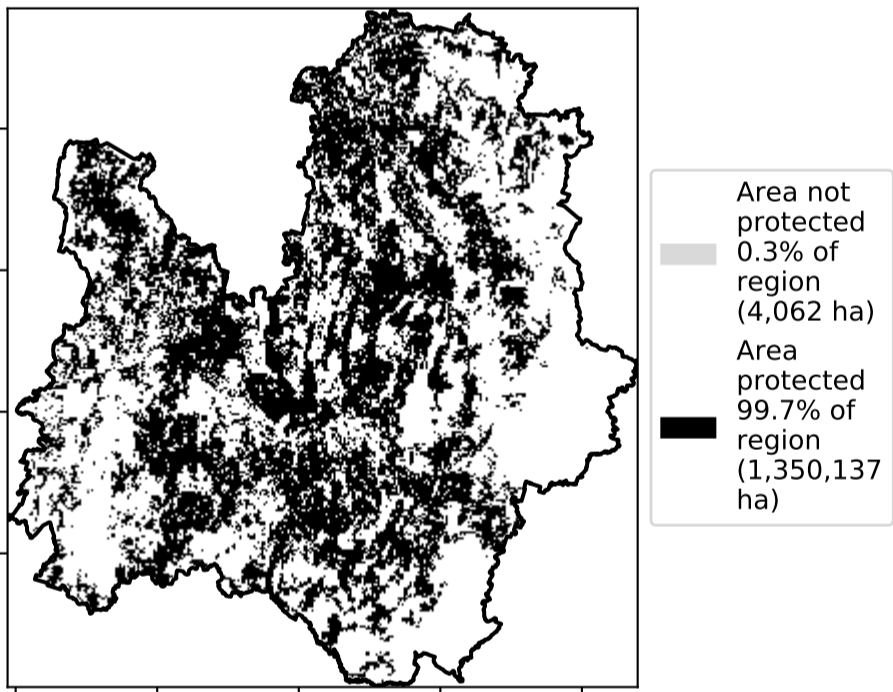 Area not
protected
0.3% of
region
(4,062 ha)
Area
protected
99.7% of
region
(1,350,137
ha)